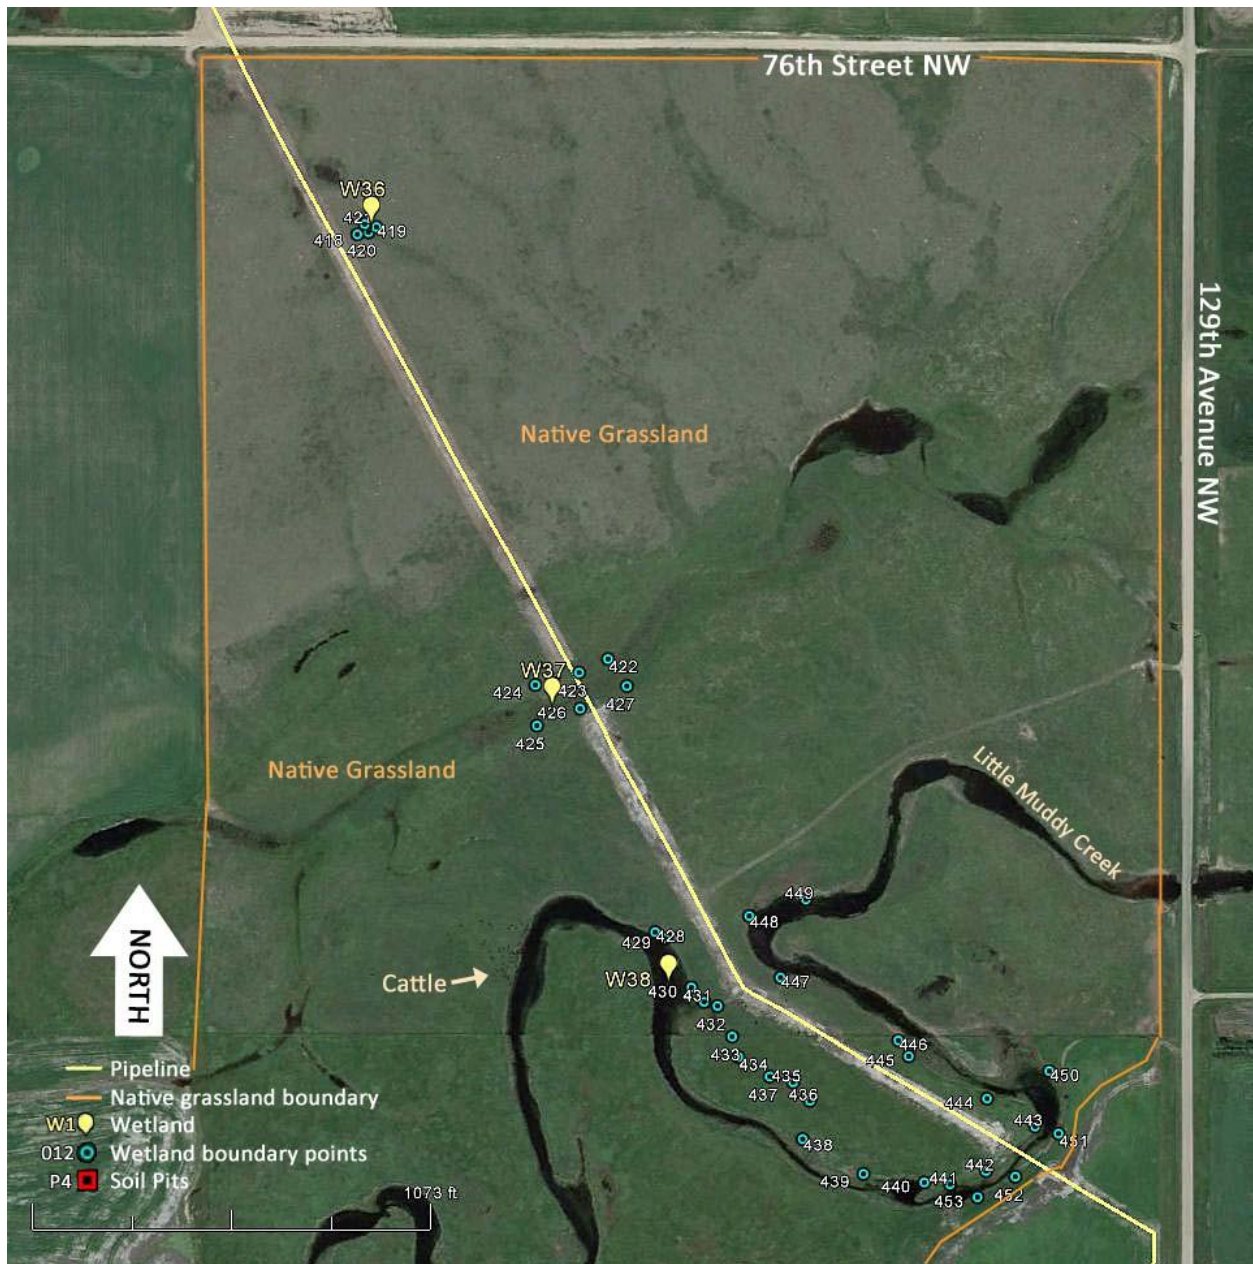 76th Street NW
W36
421
418
419
420
129th Avenue NW
Native Grassland
W37
422
424
423
427
426
425
Native Grassland
Little Muddy Creek
449
448
429
428
Cattle
W38
430
431
447
432
446
433
445
434
450
435
437
436
444
443
451
438
442
439
440
441
452
453
NORTH
Pipeline
Native grassland boundary
W1 Wetland
012 Wetland boundary points
P4 Soil Pits
1073 ft